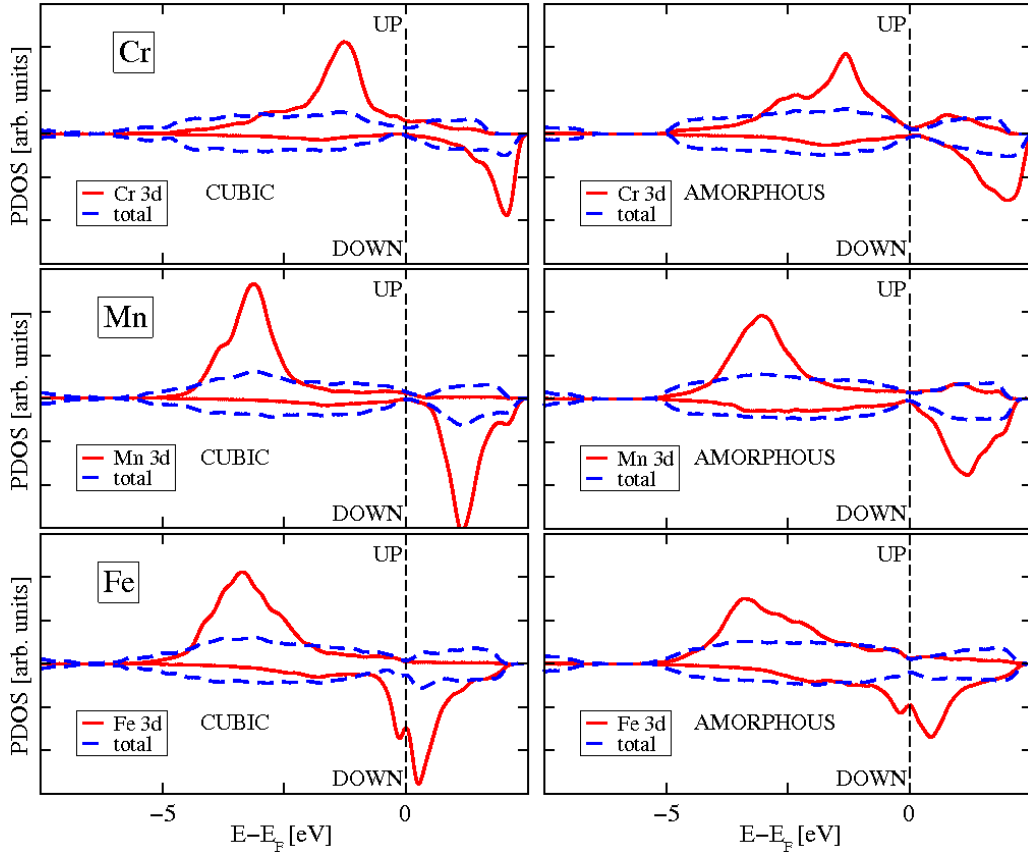 UP
UP
Cr
PDOS [arb. units]
Cr 3d
total
CUBIC
DOWN
Cr 3d
total
AMORPHOUS
DOWN
UP
UP
Mn
PDOS [arb. units]
Mn 3d
total
CUBIC
DOWN
Mn 3d
total
AMORPHOUS
DOWN
UP
UP
Fe
PDOS [arb. units]
Fe 3d
total
CUBIC
DOWN
Fe 3d
total
AMORPHOUS
DOWN
−5 0 −5 0
E−E_F [eV]
E−E_F [eV]